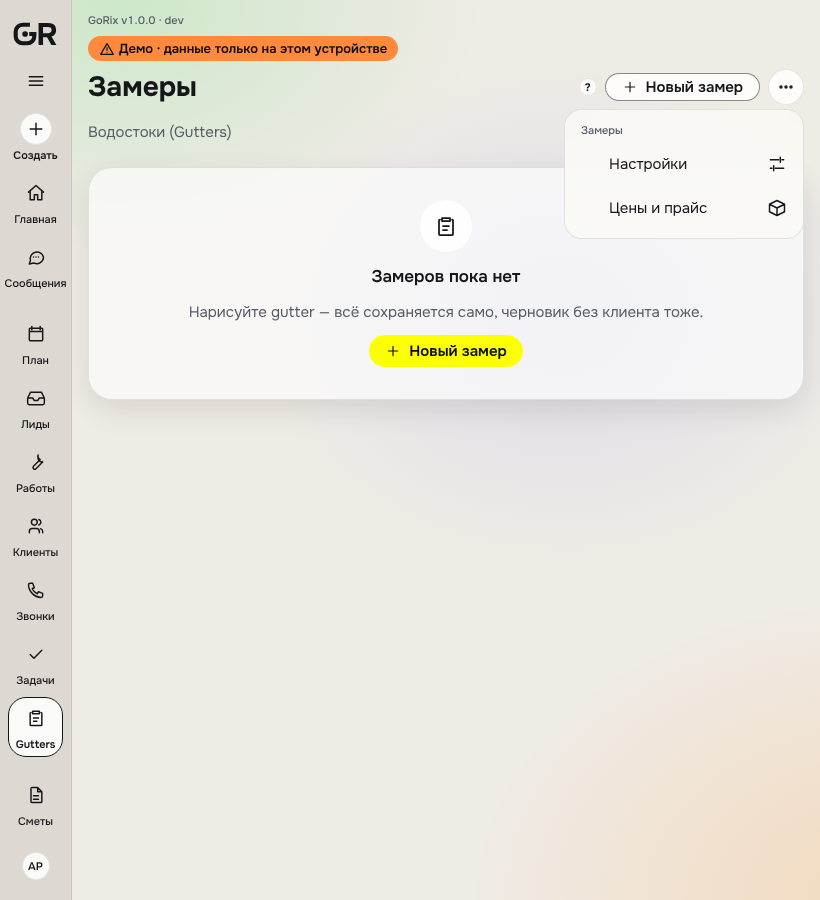 GR
GoRix v1.0.0 · dev
Демо · данные только на этом устройстве
Замеры
?
Новый замер
Водостоки (Gutters)
Замеры
Настройки
Цены и прайс
Замеров пока нет
Нарисуйте gutter — всё сохраняется само, черновик без клиента тоже.
Новый замер
Создать
Главная
Сообщения
План
Лиды
Работы
Клиенты
Звонки
Задачи
Gutters
Сметы
AP